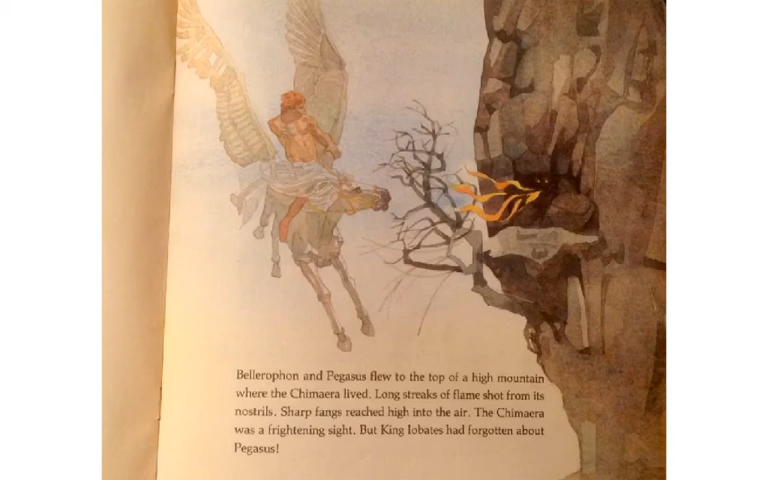 Bellerophon and Pegasus flew to the top of a high mountain
where the Chimaera lived. Long streaks of flame shot from its
nostrils. Sharp fangs reached high into the air. The Chimaera
was a frightening sight. But King Iobates had forgotten about
Pegasus!